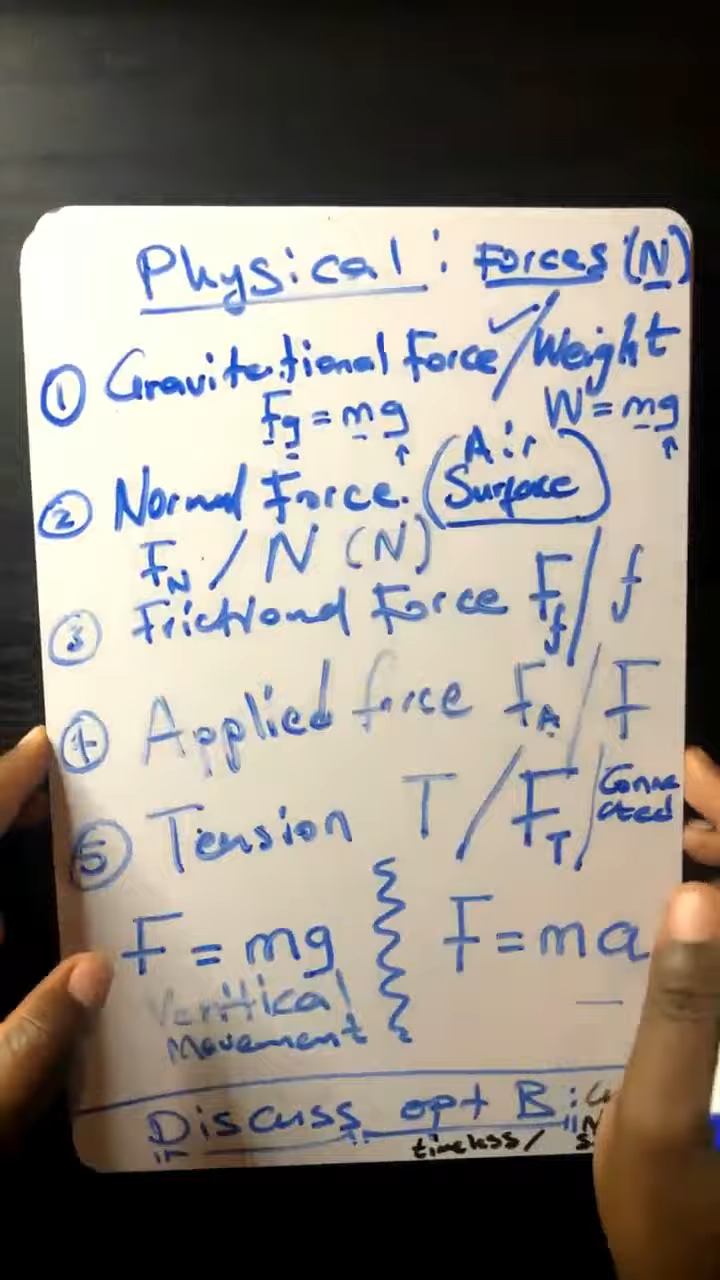 Physical : Forces (N)
① Gravitational Force ✓ / Weight
Fg = mg W = mg
② Normal Force. (Air Surface)
FN / N (N)
③ Frictional Force Ff / f
④ Applied force FA / F
⑤ Tension T / FT / Connected
F = mg F = ma
Veritical
Movement
Discuss opt B :
timeless /